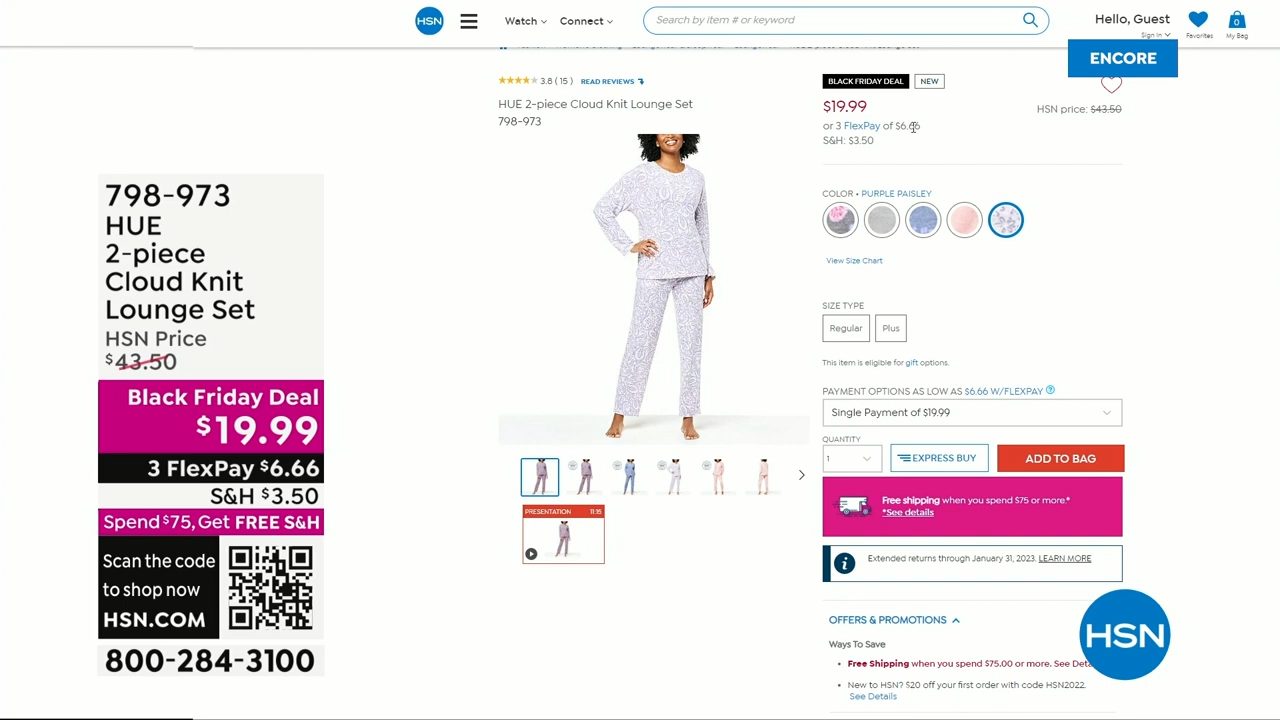 HSN
Watch
Connect
Search by item # or keyword
Hello, Guest
Sign in
Favorites
0
My Bag
ENCORE
3.8 ( 15 )
READ REVIEWS
HUE 2-piece Cloud Knit Lounge Set
798-973
BLACK FRIDAY DEAL
NEW
$19.99
HSN price: $43.50
or 3 FlexPay of $6.66
S&H: $3.50
COLOR • PURPLE PAISLEY
View Size Chart
SIZE TYPE
Regular
Plus
This item is eligible for gift options.
PAYMENT OPTIONS AS LOW AS $6.66 W/FLEXPAY
Single Payment of $19.99
QUANTITY
1
EXPRESS BUY
ADD TO BAG
Free shipping when you spend $75 or more.*
*See details
Extended returns through January 31, 2023. LEARN MORE
OFFERS & PROMOTIONS
Ways To Save
Free Shipping when you spend $75.00 or more. See
New to HSN? $20 off your first order with code HSN2022.
See Details
HSN
PRESENTATION
798-973
HUE
2-piece
Cloud Knit
Lounge Set
HSN Price
$43.50
Black Friday Deal
$19.99
3 FlexPay $6.66
S&H $3.50
Spend $75, Get FREE S&H
Scan the code
to shop now
HSN.COM
800-284-3100